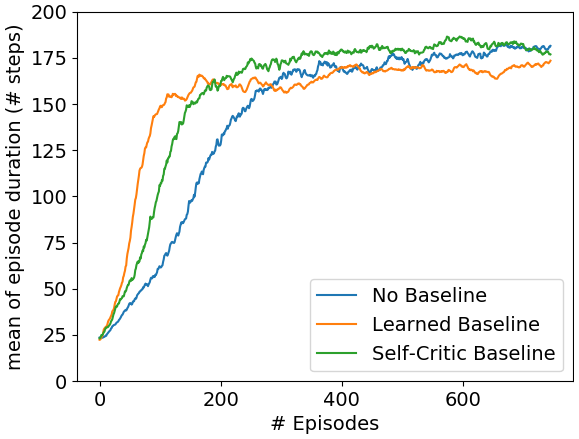 mean of episode duration (# steps)
200
175
150
125
100
75
50
25
0
No Baseline
Learned Baseline
Self-Critic Baseline
0 200 400 600
# Episodes